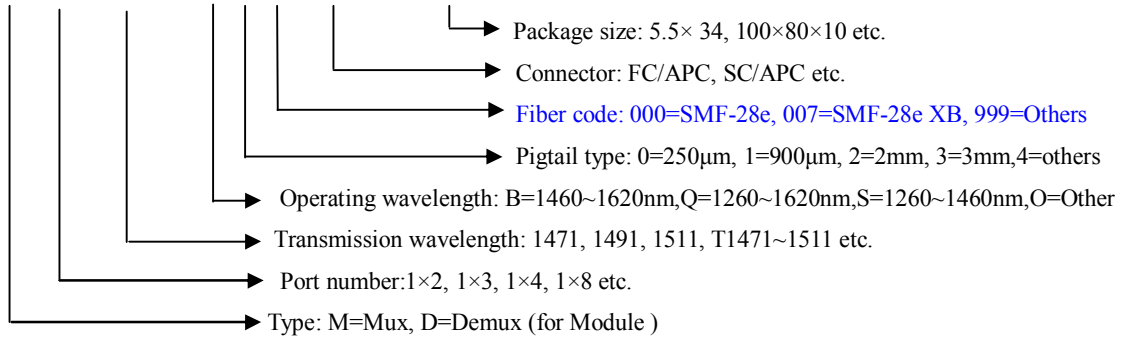 Package size: 5.5× 34, 100×80×10 etc.
Connector: FC/APC, SC/APC etc.
Fiber code: 000=SMF-28e, 007=SMF-28e XB, 999=Others
Pigtail type: 0=250μm, 1=900μm, 2=2mm, 3=3mm,4=others
Operating wavelength: B=1460~1620nm,Q=1260~1620nm,S=1260~1460nm,O=Other
Transmission wavelength: 1471, 1491, 1511, T1471~1511 etc.
Port number:1×2, 1×3, 1×4, 1×8 etc.
Type: M=Mux, D=Demux (for Module )